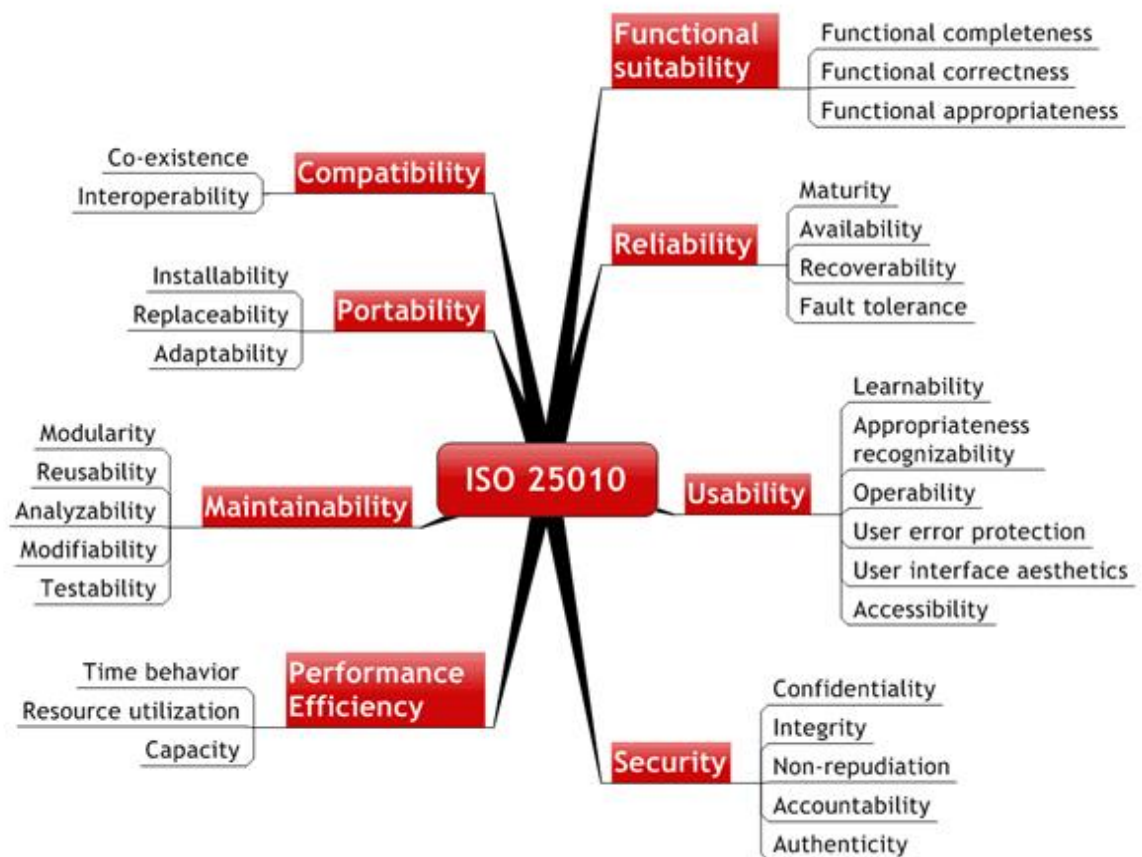 Functional
suitability
Functional completeness
Functional correctness
Functional appropriateness
Co-existence
Interoperability
Compatibility
Maturity
Availability
Recoverability
Fault tolerance
Reliability
Installability
Replaceability
Adaptability
Portability
Learnability
Appropriateness
recognizability
Operability
User error protection
User interface aesthetics
Accessibility
Usability
ISO 25010
Modularity
Reusability
Analyzability
Modifiability
Testability
Maintainability
Time behavior
Resource utilization
Capacity
Performance
Efficiency
Confidentiality
Integrity
Non-repudiation
Accountability
Authenticity
Security